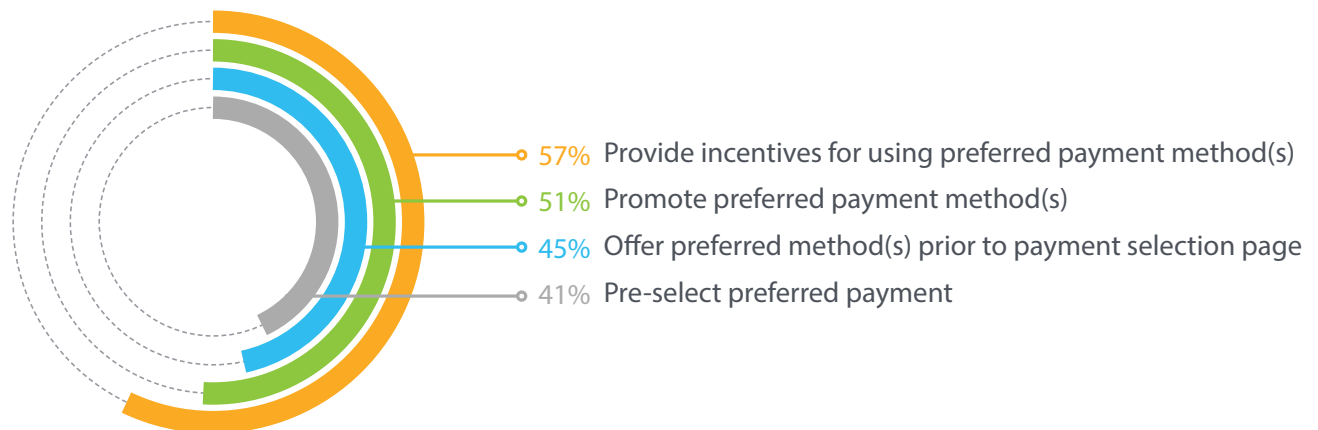 57% Provide incentives for using preferred payment method(s)
51% Promote preferred payment method(s)
45% Offer preferred method(s) prior to payment selection page
41% Pre-select preferred payment